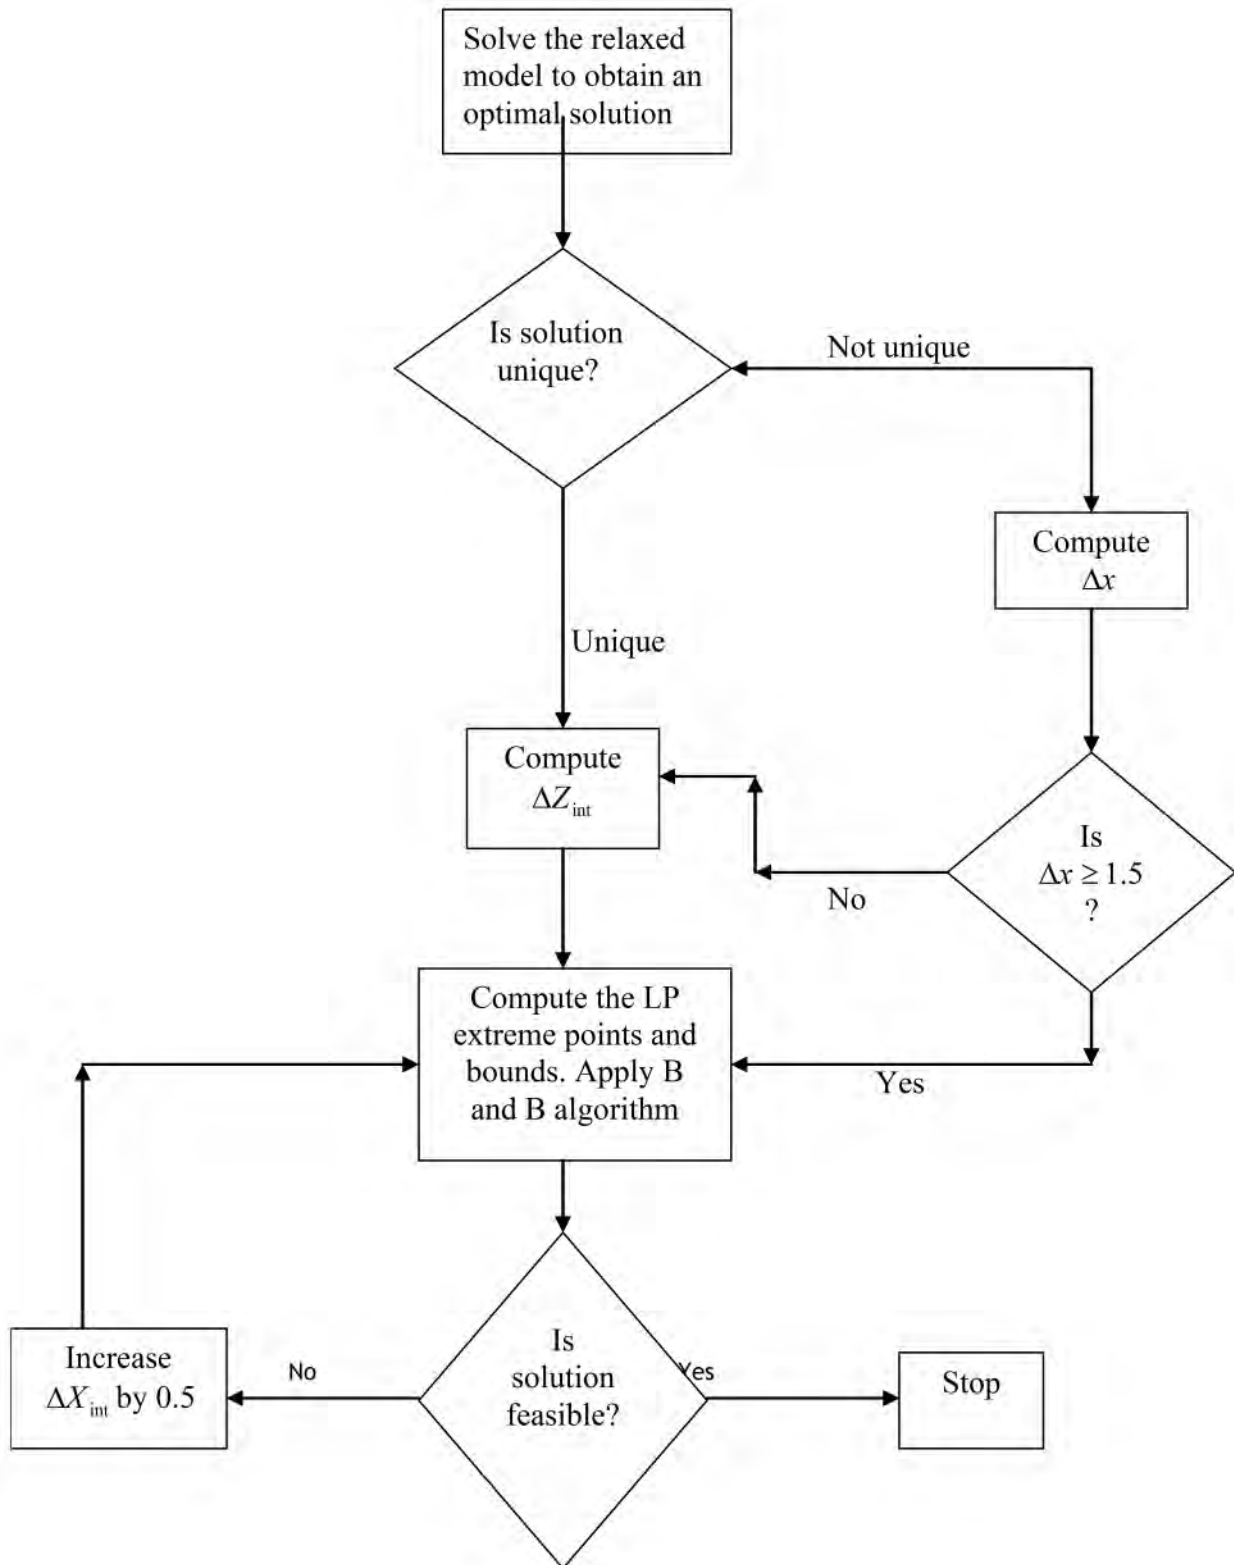 Solve the relaxed
model to obtain an
optimal solution
Is solution
unique?
Not unique
Compute
Δx
Unique
Compute
ΔZint
Is
Δx ≥ 1.5
?
No
Compute the LP
extreme points and
bounds. Apply B
and B algorithm
Yes
Increase
ΔXint by 0.5
No
Is
solution
feasible?
Yes
Stop